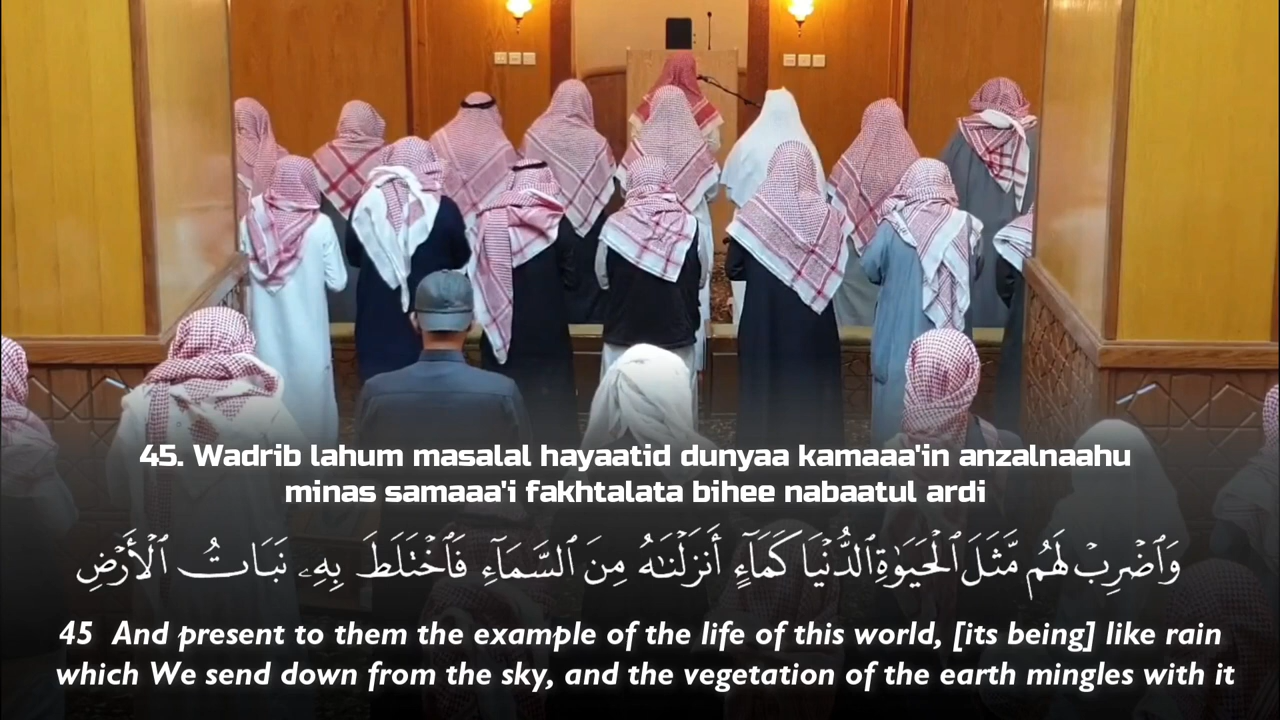 45. Wadrib lahum masalal hayaatid dunyaa kamaaa'in anzalnaahu
minas samaaa'i fakhtalata bihee nabaatul ardi
وَٱضْرِبْ لَهُم مَّثَلَ ٱلْحَيَوٰةِ ٱلدُّنْيَا كَمَآءٍ أَنزَلْنَـٰهُ مِنَ ٱلسَّمَآءِ فَٱخْتَلَطَ بِهِۦ نَبَاتُ ٱلْأَرْضِ
45 And present to them the example of the life of this world, [its being] like rain
which We send down from the sky, and the vegetation of the earth mingles with it